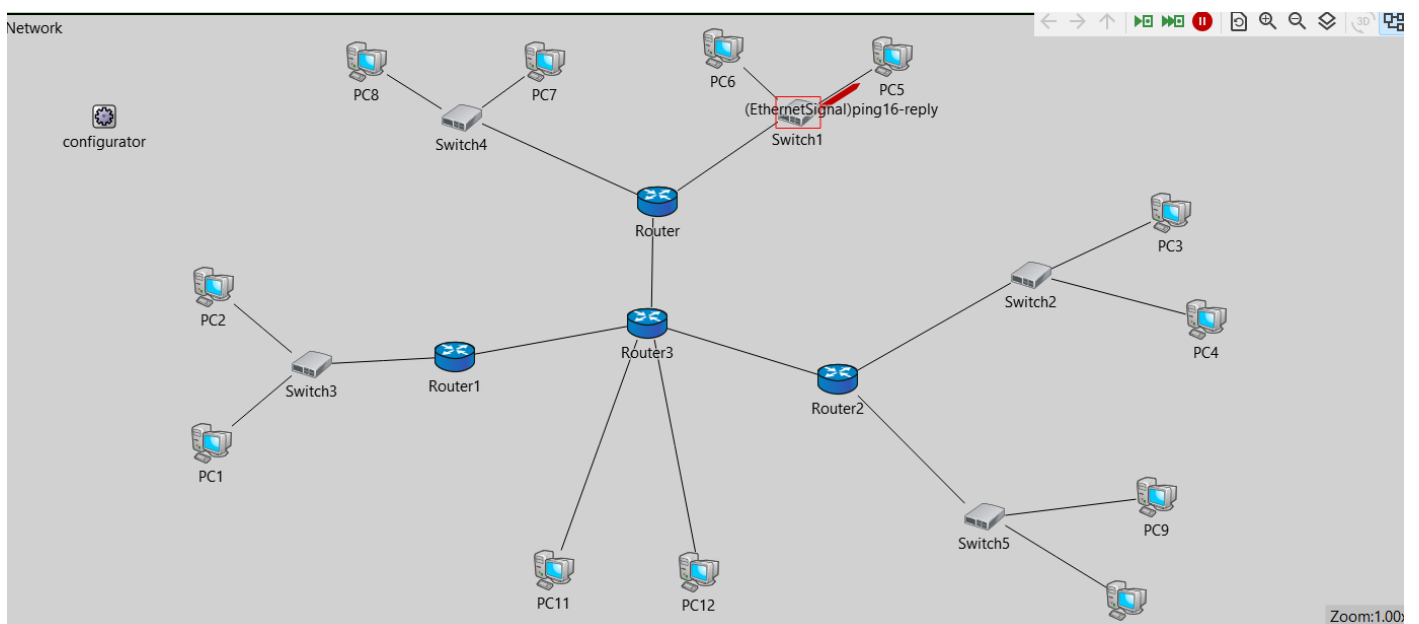 Network
3D
PC8
PC7
PC6
PC5
(EthernetSignal)ping16-reply
configurator
Switch4
Switch1
Router
PC3
Switch2
PC2
PC4
Router3
Router1
Switch3
Router2
PC1
PC9
Switch5
PC11
PC12
Zoom:1.00x